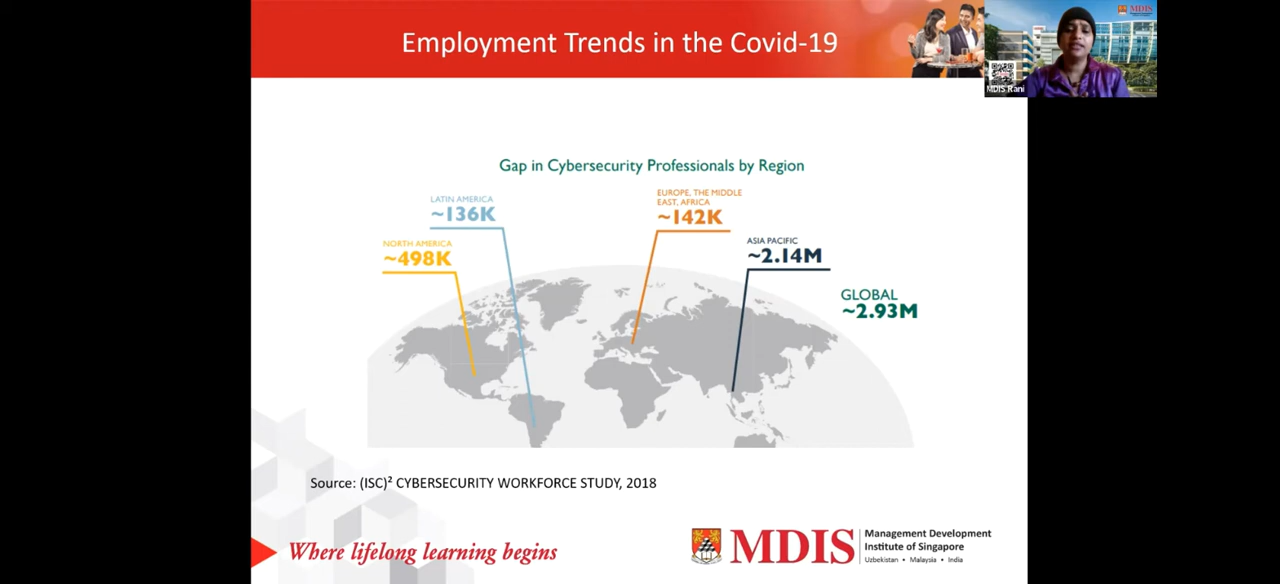 Employment Trends in the Covid-19
MDIS
MDIS Rani
Gap in Cybersecurity Professionals by Region
LATIN AMERICA
~136K
EUROPE, THE MIDDLE
EAST, AFRICA
~142K
NORTH AMERICA
~498K
ASIA PACIFIC
~2.14M
GLOBAL
~2.93M
Source: (ISC)² CYBERSECURITY WORKFORCE STUDY, 2018
Where lifelong learning begins
MDIS
Management Development
Institute of Singapore
Uzbekistan • Malaysia • India